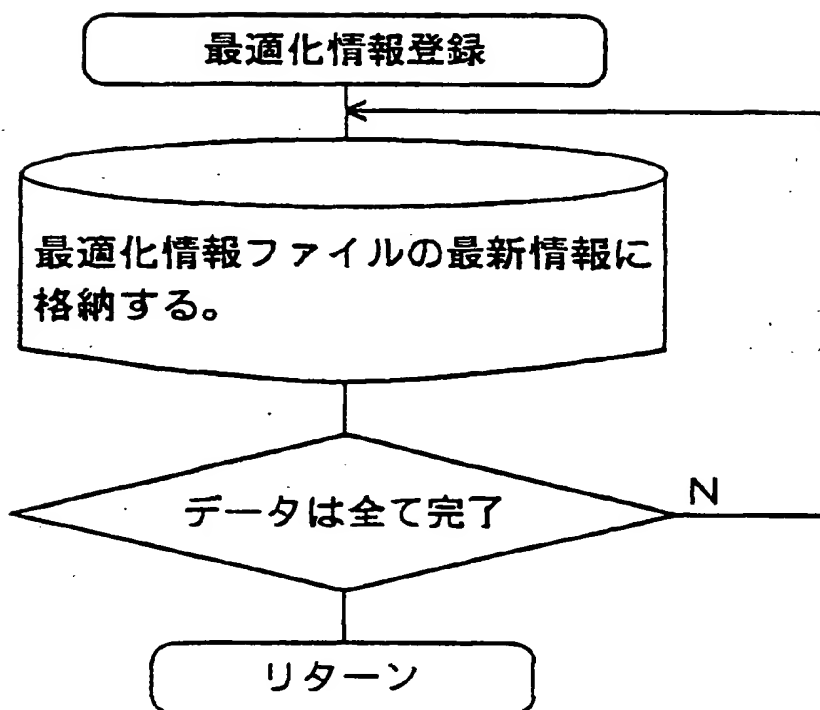 最適化情報登録
最適化情報ファイルの最新情報に
格納する。
データは全て完了
N
リターン